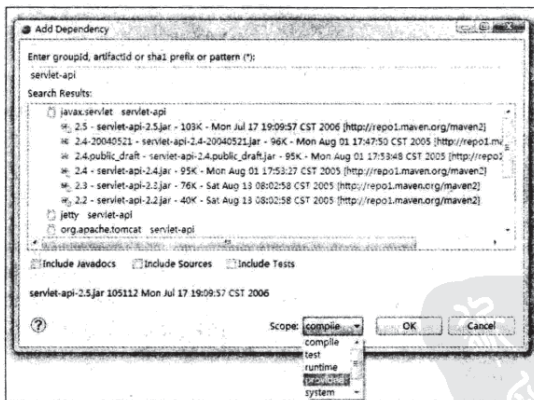 Add Dependency
Enter groupId, artifactId or sha1 prefix or pattern (*):
servlet-api
Search Results:
javax.servlet servlet-api
2.5 - servlet-api-2.5.jar - 103K - Mon Jul 17 19:09:57 CST 2006 [http://repo1.maven.org/maven2]
2.4-20040521 - servlet-api-2.4-20040521.jar - 96K - Mon Aug 01 17:47:50 CST 2005 [http://repo1.ma
2.4.public_draft - servlet-api-2.4.public_draft.jar - 95K - Mon Aug 01 17:53:48 CST 2005 [http://repo1
2.4 - servlet-api-2.4.jar - 95K - Mon Aug 01 17:53:27 CST 2005 [http://repo1.maven.org/maven2]
2.3 - servlet-api-2.3.jar - 76K - Sat Aug 13 08:02:58 CST 2005 [http://repo1.maven.org/maven2]
2.2 - servlet-api-2.2.jar - 40K - Sat Aug 13 08:02:58 CST 2005 [http://repo1.maven.org/maven2]
jetty servlet-api
org.apache.tomcat servlet-api
Include Javadocs Include Sources Include Tests
servlet-api-2.5.jar 105112 Mon Jul 17 19:09:57 CST 2006
Scope: compile OK Cancel
compile
test
runtime
provided
system